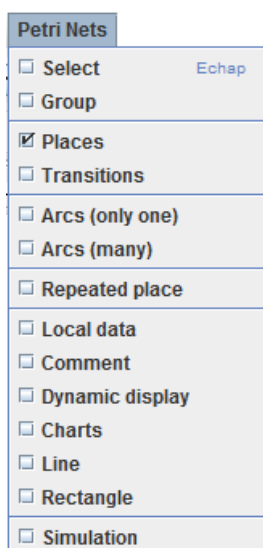 Petri Nets
Select Echap
Group
Places
Transitions
Arcs (only one)
Arcs (many)
Repeated place
Local data
Comment
Dynamic display
Charts
Line
Rectangle
Simulation